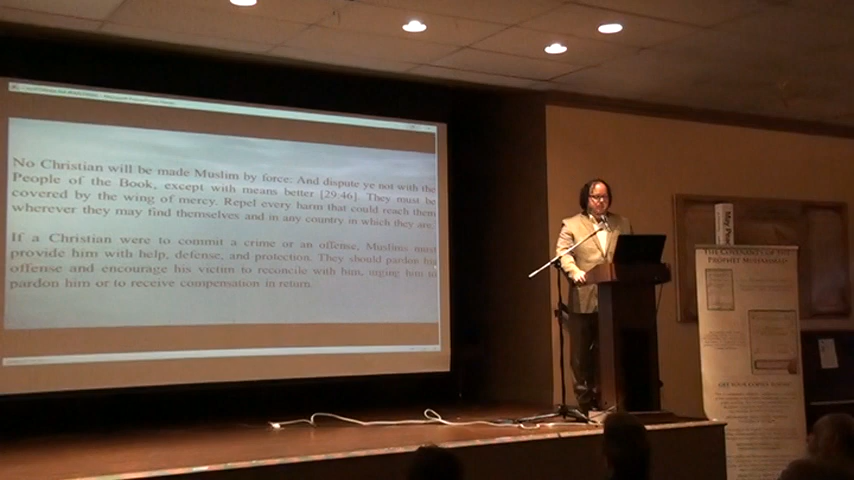 No Christian will be made Muslim by force: And dispute ye not with the
People of the Book, except with means better [29:46]. They must be
covered by the wing of mercy. Repel every harm that could reach them
wherever they may find themselves and in any country in which they are.
If a Christian were to commit a crime or an offense, Muslims must
provide him with help, defense, and protection. They should pardon his
offense and encourage his victim to reconcile with him, urging him to
pardon him or to receive compensation in return.
THE COVENANTS OF THE
PROPHET MUHAMMAD